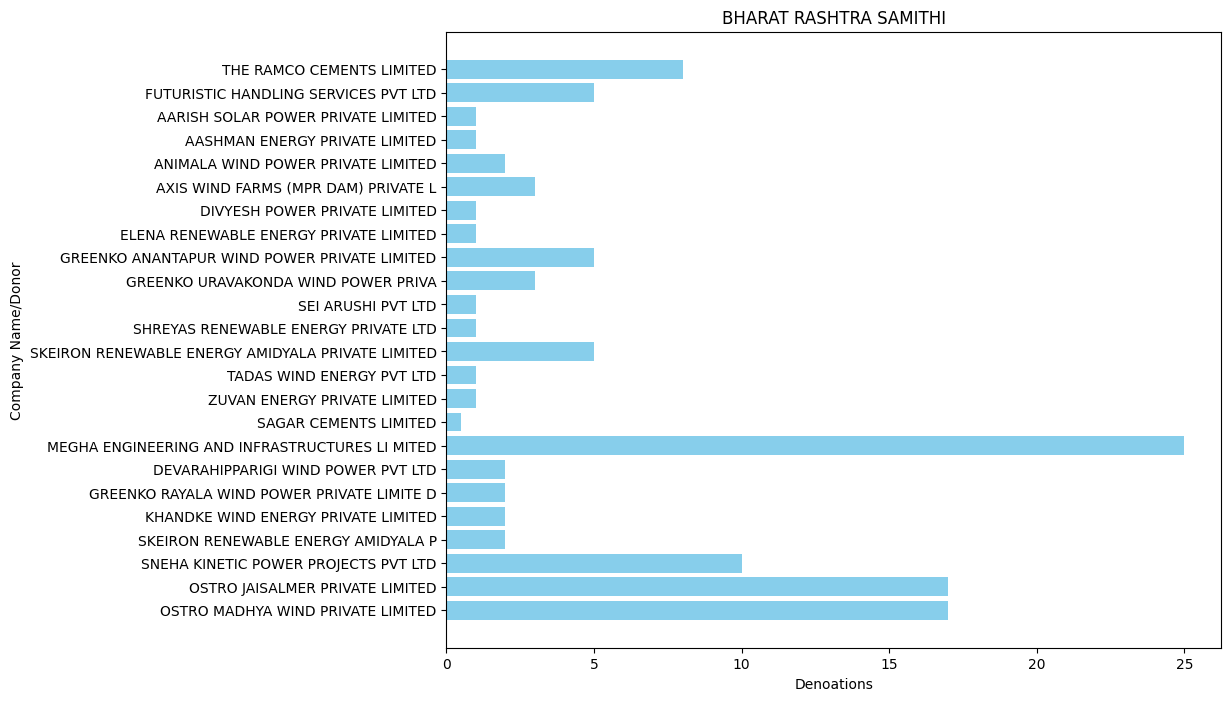 BHARAT RASHTRA SAMITHI
THE RAMCO CEMENTS LIMITED
FUTURISTIC HANDLING SERVICES PVT LTD
AARISH SOLAR POWER PRIVATE LIMITED
AASHMAN ENERGY PRIVATE LIMITED
ANIMALA WIND POWER PRIVATE LIMITED
AXIS WIND FARMS (MPR DAM) PRIVATE L
DIVYESH POWER PRIVATE LIMITED
ELENA RENEWABLE ENERGY PRIVATE LIMITED
GREENKO ANANTAPUR WIND POWER PRIVATE LIMITED
GREENKO URAVAKONDA WIND POWER PRIVA
SEI ARUSHI PVT LTD
SHREYAS RENEWABLE ENERGY PRIVATE LTD
SKEIRON RENEWABLE ENERGY AMIDYALA PRIVATE LIMITED
TADAS WIND ENERGY PVT LTD
ZUVAN ENERGY PRIVATE LIMITED
SAGAR CEMENTS LIMITED
MEGHA ENGINEERING AND INFRASTRUCTURES LI MITED
DEVARAHIPPARIGI WIND POWER PVT LTD
GREENKO RAYALA WIND POWER PRIVATE LIMITE D
KHANDKE WIND ENERGY PRIVATE LIMITED
SKEIRON RENEWABLE ENERGY AMIDYALA P
SNEHA KINETIC POWER PROJECTS PVT LTD
OSTRO JAISALMER PRIVATE LIMITED
OSTRO MADHYA WIND PRIVATE LIMITED
Company Name/Donor
0 5 10 15 20 25
Denoations